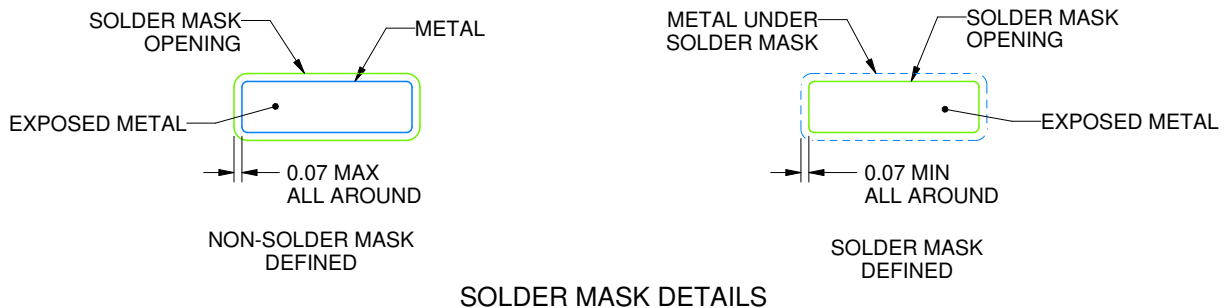 SOLDER MASK
OPENING
METAL
EXPOSED METAL
0.07 MAX
ALL AROUND
NON-SOLDER MASK
DEFINED
METAL UNDER
SOLDER MASK
SOLDER MASK
OPENING
EXPOSED METAL
0.07 MIN
ALL AROUND
SOLDER MASK
DEFINED
SOLDER MASK DETAILS